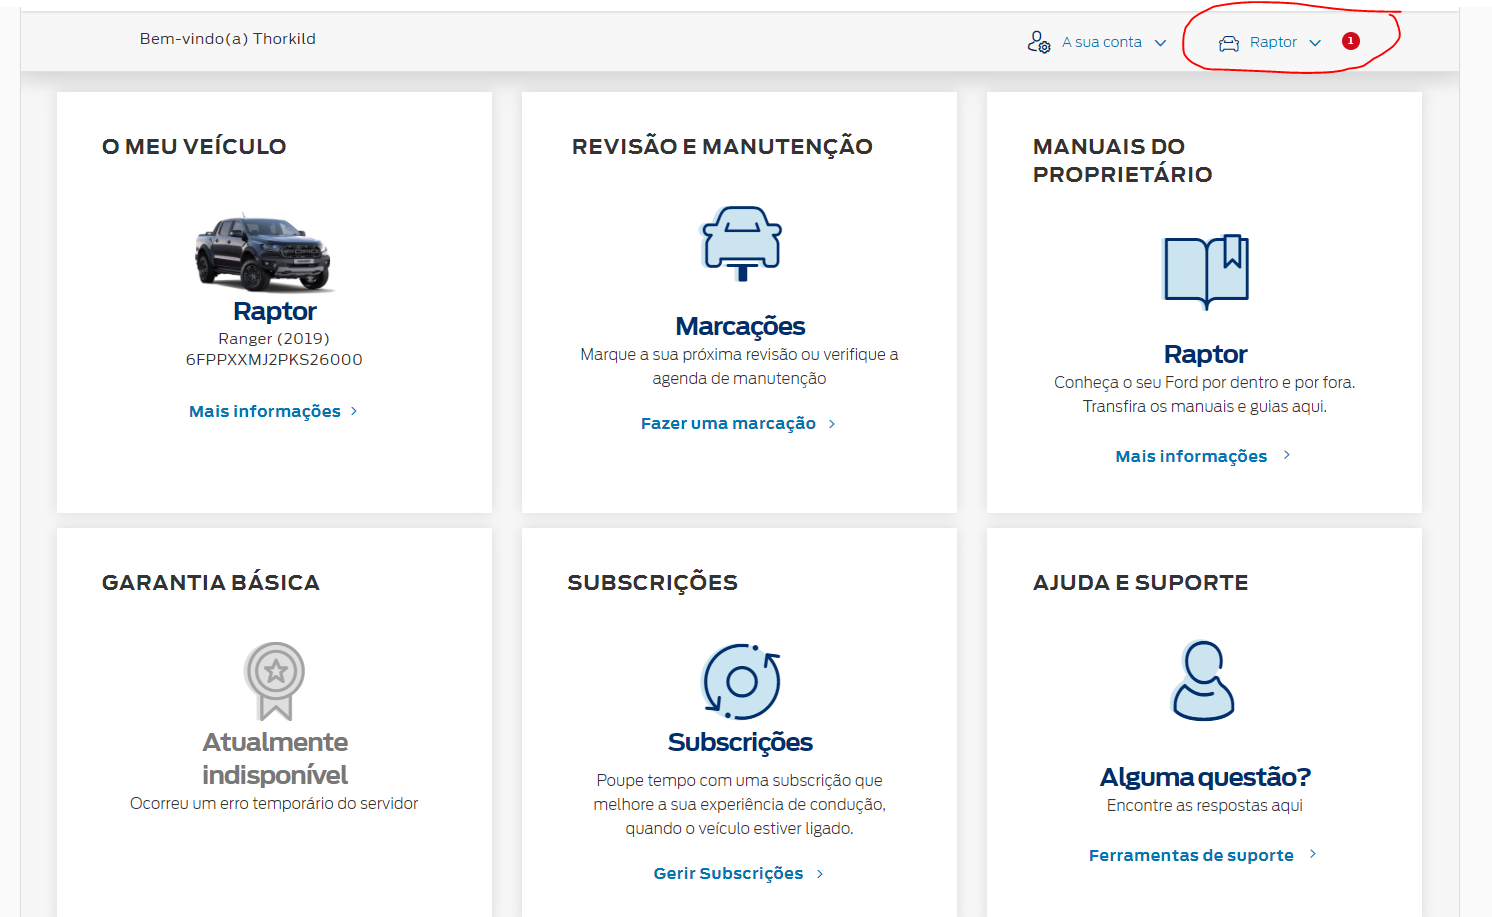 Bem-vindo(a) Thorkild
A sua conta
Raptor
1
O MEU VEÍCULO
Raptor
Ranger (2019)
6FPPXXMJ2PKS26000
Mais informações
REVISÃO E MANUTENÇÃO
Marcações
Marque a sua próxima revisão ou verifique a
agenda de manutenção
Fazer uma marcação
MANUAIS DO
PROPRIETÁRIO
Raptor
Conheça o seu Ford por dentro e por fora.
Transfira os manuais e guias aqui.
Mais informações
GARANTIA BÁSICA
Atualmente
indisponível
Ocorreu um erro temporário do servidor
SUBSCRIÇÕES
Subscrições
Poupe tempo com uma subscrição que
melhore a sua experiência de condução,
quando o veículo estiver ligado.
Gerir Subscrições
AJUDA E SUPORTE
Alguma questão?
Encontre as respostas aqui
Ferramentas de suporte